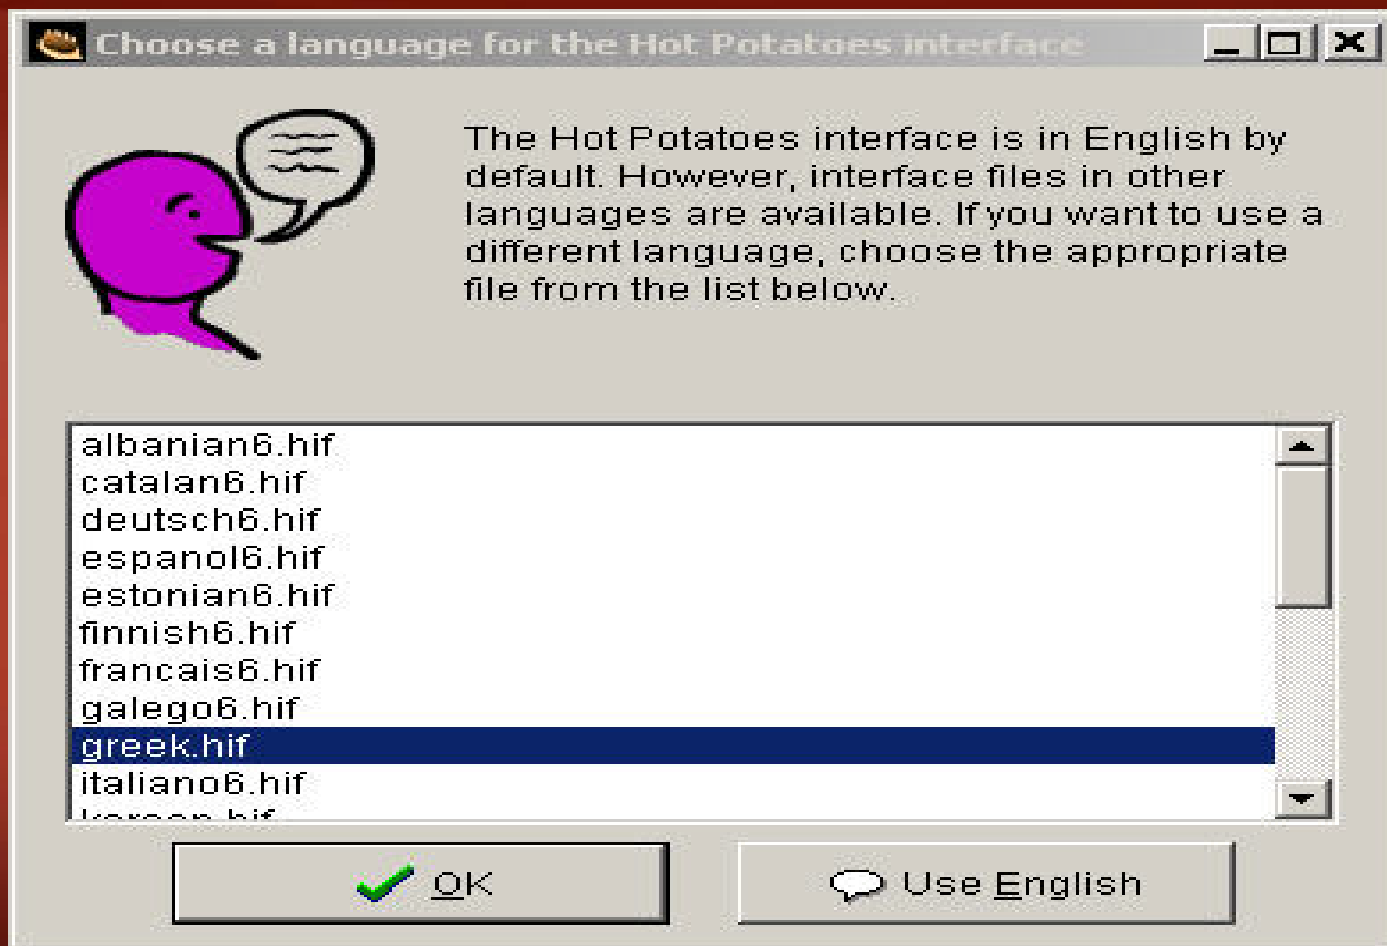 Choose a language for the Hot Potatoes interface
The Hot Potatoes interface is in English by
default. However, interface files in other
languages are available. If you want to use a
different language, choose the appropriate
file from the list below.
albanian6.hif
catalan6.hif
deutsch6.hif
espanol6.hif
estonian6.hif
finnish6.hif
francais6.hif
galego6.hif
greek.hif
italiano6.hif
korean.hif
OK
Use English